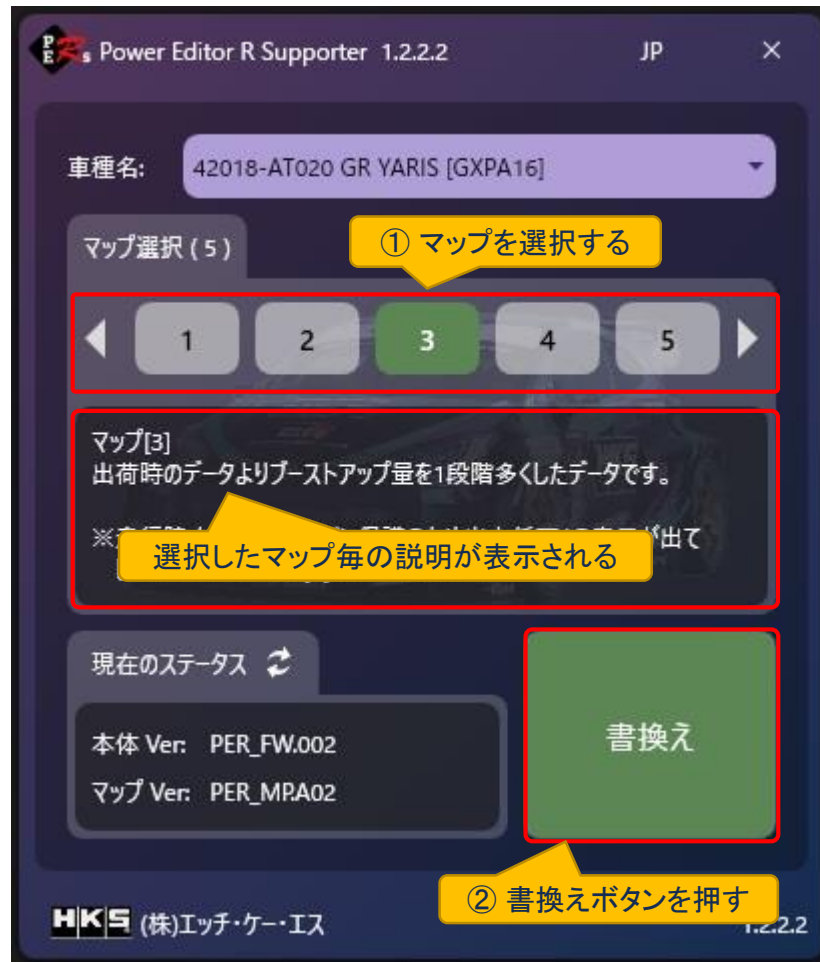 PE Rs Power Editor R Supporter 1.2.2.2 JP ×
車種名: 42018-AT020 GR YARIS [GXPA16]
マップ選択 ( 5 )
① マップを選択する
1 2 3 4 5
マップ[3]
出荷時のデータよりブーストアップ量を1段階多くしたデータです。
※ が出て
選択したマップ毎の説明が表示される
現在のステータス
本体 Ver: PER_FW.002
マップ Ver: PER_MP.A02
書換え
② 書換えボタンを押す
HKS (株)エッチ・ケー・エス
1.2.2.2